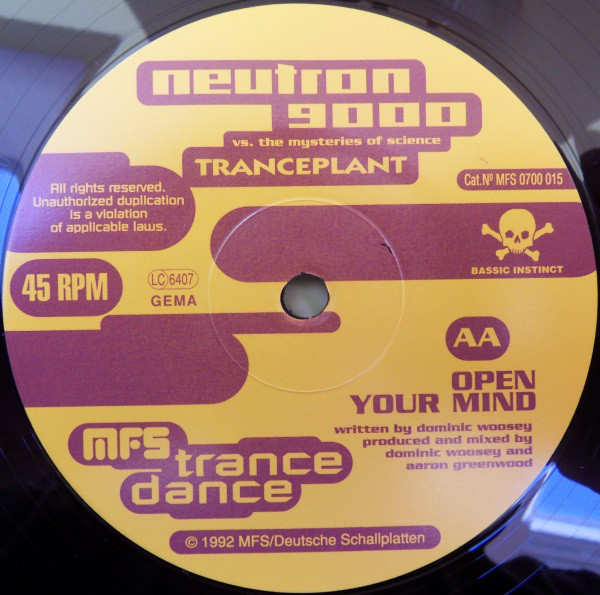 neutron
9000
vs. the mysteries of science
TRANCEPLANT
Cat.Nº MFS 0700 015
All rights reserved.
Unauthorized duplication
is a violation
of applicable laws.
BASSIC INSTINCT
45 RPM
LC 6407
GEMA
AA
OPEN
YOUR MIND
written by dominic woosey
produced and mixed by
dominic woosey and
aaron greenwood
MFS
trance
dance
© 1992 MFS/Deutsche Schallplatten